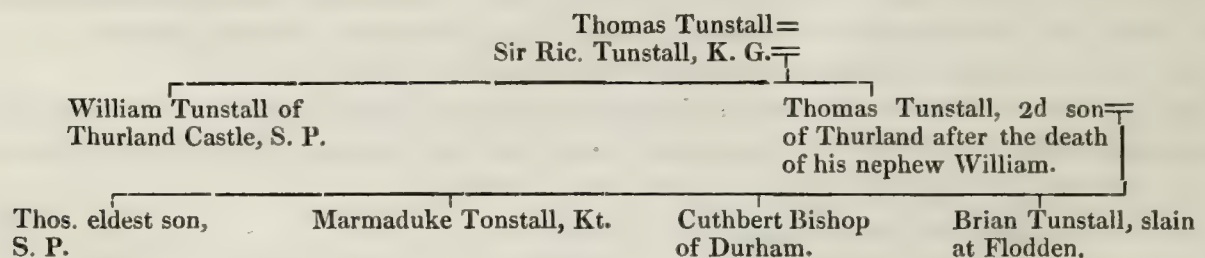 Thomas Tunstall=
Sir Ric. Tunstall, K. G.=
William Tunstall of
Thurland Castle, S. P.
Thomas Tunstall, 2d son=
of Thurland after the death
of his nephew William.
Thos. eldest son,
S. P.
Marmaduke Tonstall, Kt.
Cuthbert Bishop
of Durham.
Brian Tunstall, slain
at Flodden.